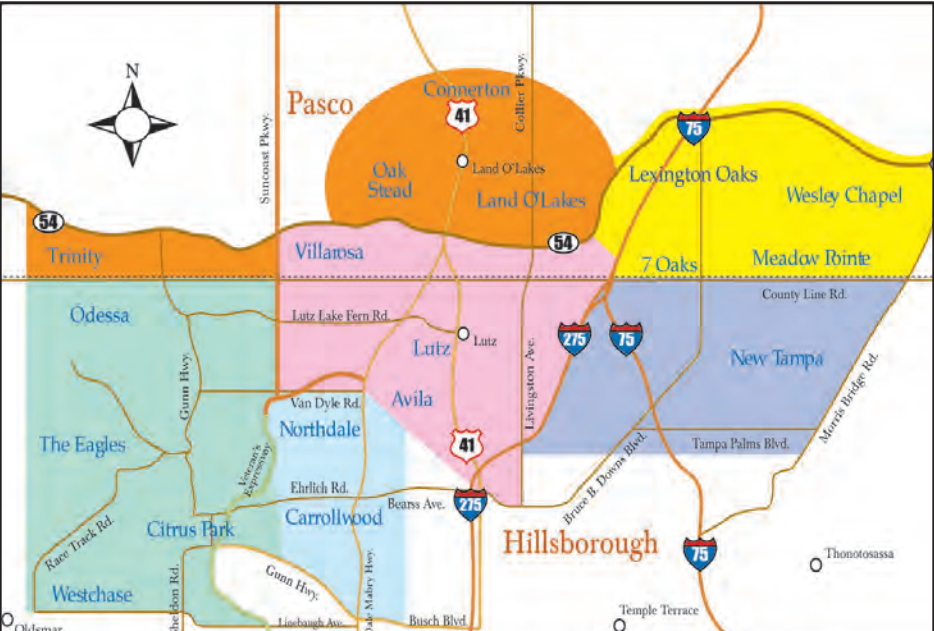 N
Pasco
Suncoast Pkwy.
Connerton
41
Collier Pkwy.
75
Land O'Lakes
Oak
Stead
Land O'Lakes
Lexington Oaks
Wesley Chapel
54
Trinity
Villarosa
54
7 Oaks
Meadow Pointe
County Line Rd.
Odessa
Lutz Lake Fern Rd.
Lutz
Lutz
275
75
New Tampa
Gunn Hwy.
Livingston Ave.
Morris Bridge Rd.
Van Dyle Rd.
Avila
Northdale
The Eagles
Veteran's
Expressway
41
Tampa Palms Blvd.
Bruce B. Downs Blvd.
Ehrlich Rd.
Bearss Ave.
275
Citrus Park
Carrollwood
Race Track Rd.
Hillsborough
75
Thonotosassa
Gunn Hwy.
Westchase
Sheldon Rd.
Dale Mabry Hwy.
Temple Terrace
Oldsmar
Linebaugh Ave.
Busch Blvd.